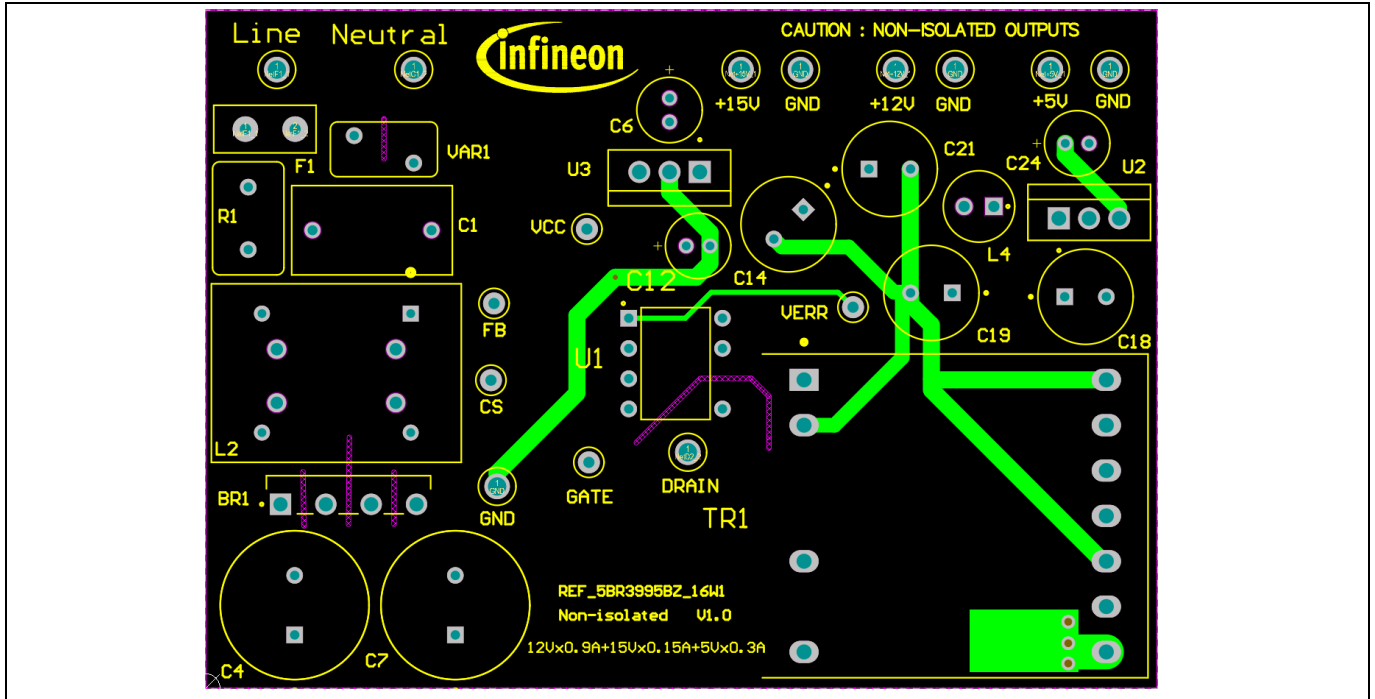 Line Neutral
infineon
CAUTION : NON-ISOLATED OUTPUTS
+15V GND +12V GND +5V GND
F1
VAR1
C6
U3
C21
C24
U2
R1
C1
VCC
C12
C14
L4
FB
VERR
C19
C18
U1
CS
L2
BR1
GND
GATE
DRAIN
TR1
REF_5BR3995BZ_16W1
Non-isolated V1.0
12Vx0.9A+15Vx0.15A+5Vx0.3A
C4
C7